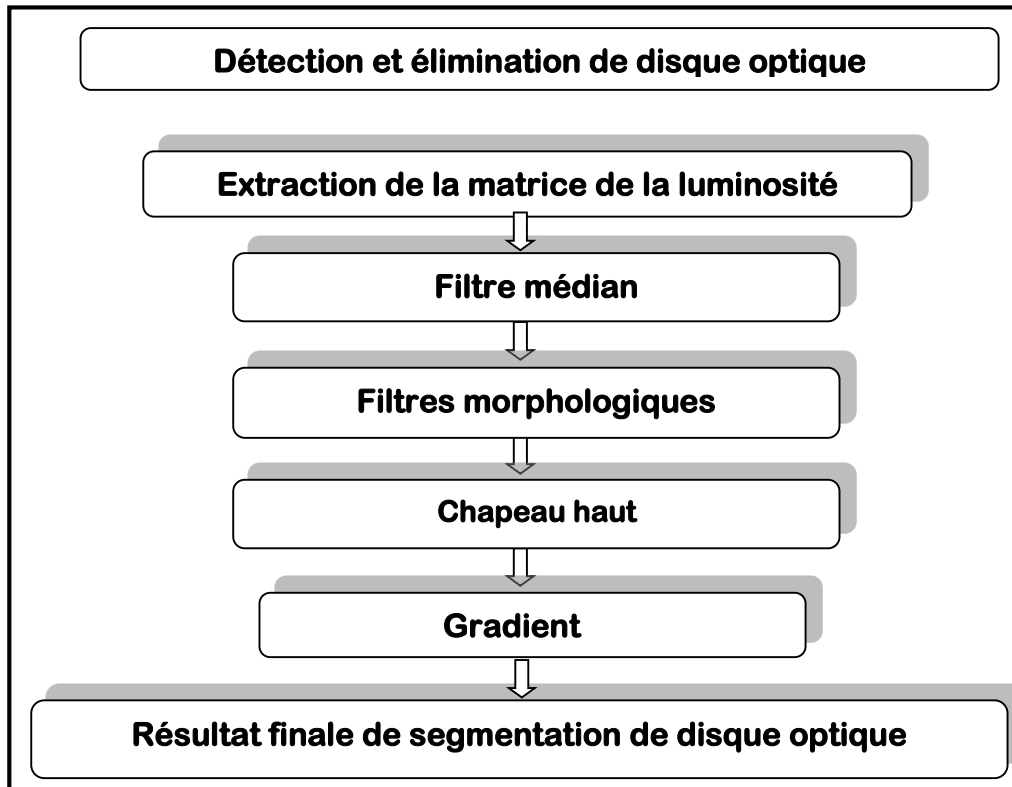 Détection et élimination de disque optique
Extraction de la matrice de la luminosité
Filtre médian
Filtres morphologiques
Chapeau haut
Gradient
Résultat finale de segmentation de disque optique